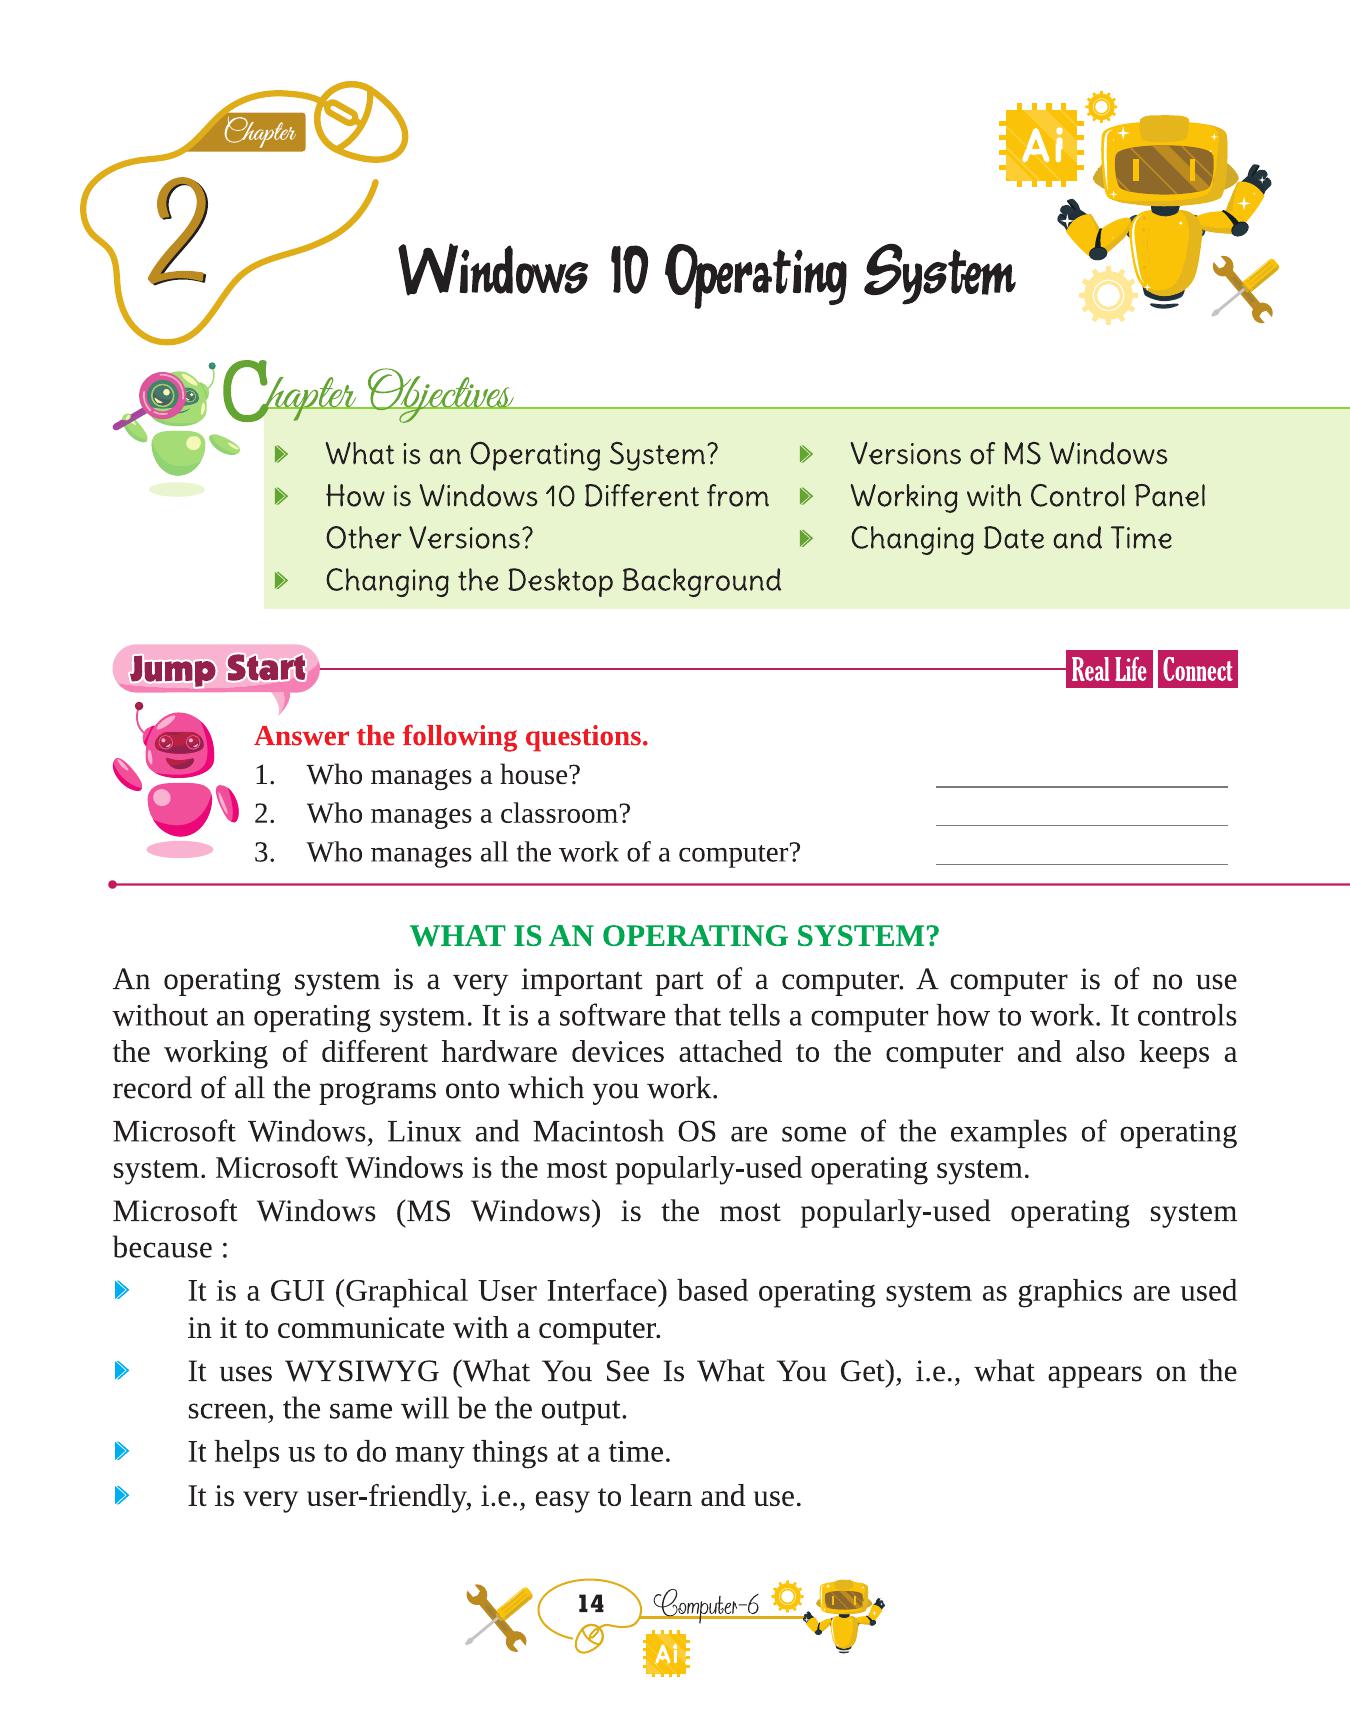 Chapter
2
Ai
Windows 10 Operating System
Chapter Objectives
What is an Operating System?
How is Windows 10 Different from
Other Versions?
Changing the Desktop Background
Versions of MS Windows
Working with Control Panel
Changing Date and Time
Jump Start
Real Life Connect
Answer the following questions.
1. Who manages a house?
2. Who manages a classroom?
3. Who manages all the work of a computer?
WHAT IS AN OPERATING SYSTEM?
An operating system is a very important part of a computer. A computer is of no use
without an operating system. It is a software that tells a computer how to work. It controls
the working of different hardware devices attached to the computer and also keeps a
record of all the programs onto which you work.
Microsoft Windows, Linux and Macintosh OS are some of the examples of operating
system. Microsoft Windows is the most popularly-used operating system.
Microsoft Windows (MS Windows) is the most popularly-used operating system
because :
It is a GUI (Graphical User Interface) based operating system as graphics are used
in it to communicate with a computer.
It uses WYSIWYG (What You See Is What You Get), i.e., what appears on the
screen, the same will be the output.
It helps us to do many things at a time.
It is very user-friendly, i.e., easy to learn and use.
14
Computer-6
Ai